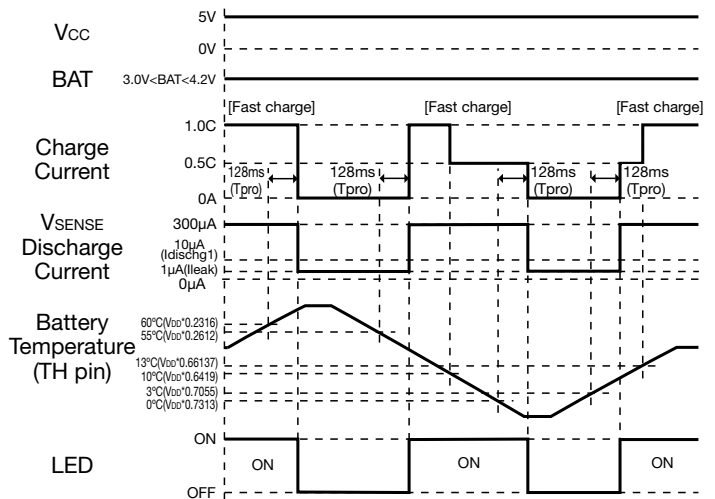 VCC
5V
0V
BAT
3.0V<BAT<4.2V
[Fast charge]
[Fast charge]
[Fast charge]
Charge
Current
1.0C
0.5C
0A
128ms
(Tpro)
128ms
(Tpro)
128ms
(Tpro)
128ms
(Tpro)
VSENSE
Discharge
Current
300µA
10µA
(Idischg1)
1µA(Ileak)
0µA
Battery
Temperature
(TH pin)
60°C(VDD*0.2316)
55°C(VDD*0.2612)
13°C(VDD*0.66137)
10°C(VDD*0.6419)
3°C(VDD*0.7055)
0°C(VDD*0.7313)
LED
ON
OFF
ON
ON
ON